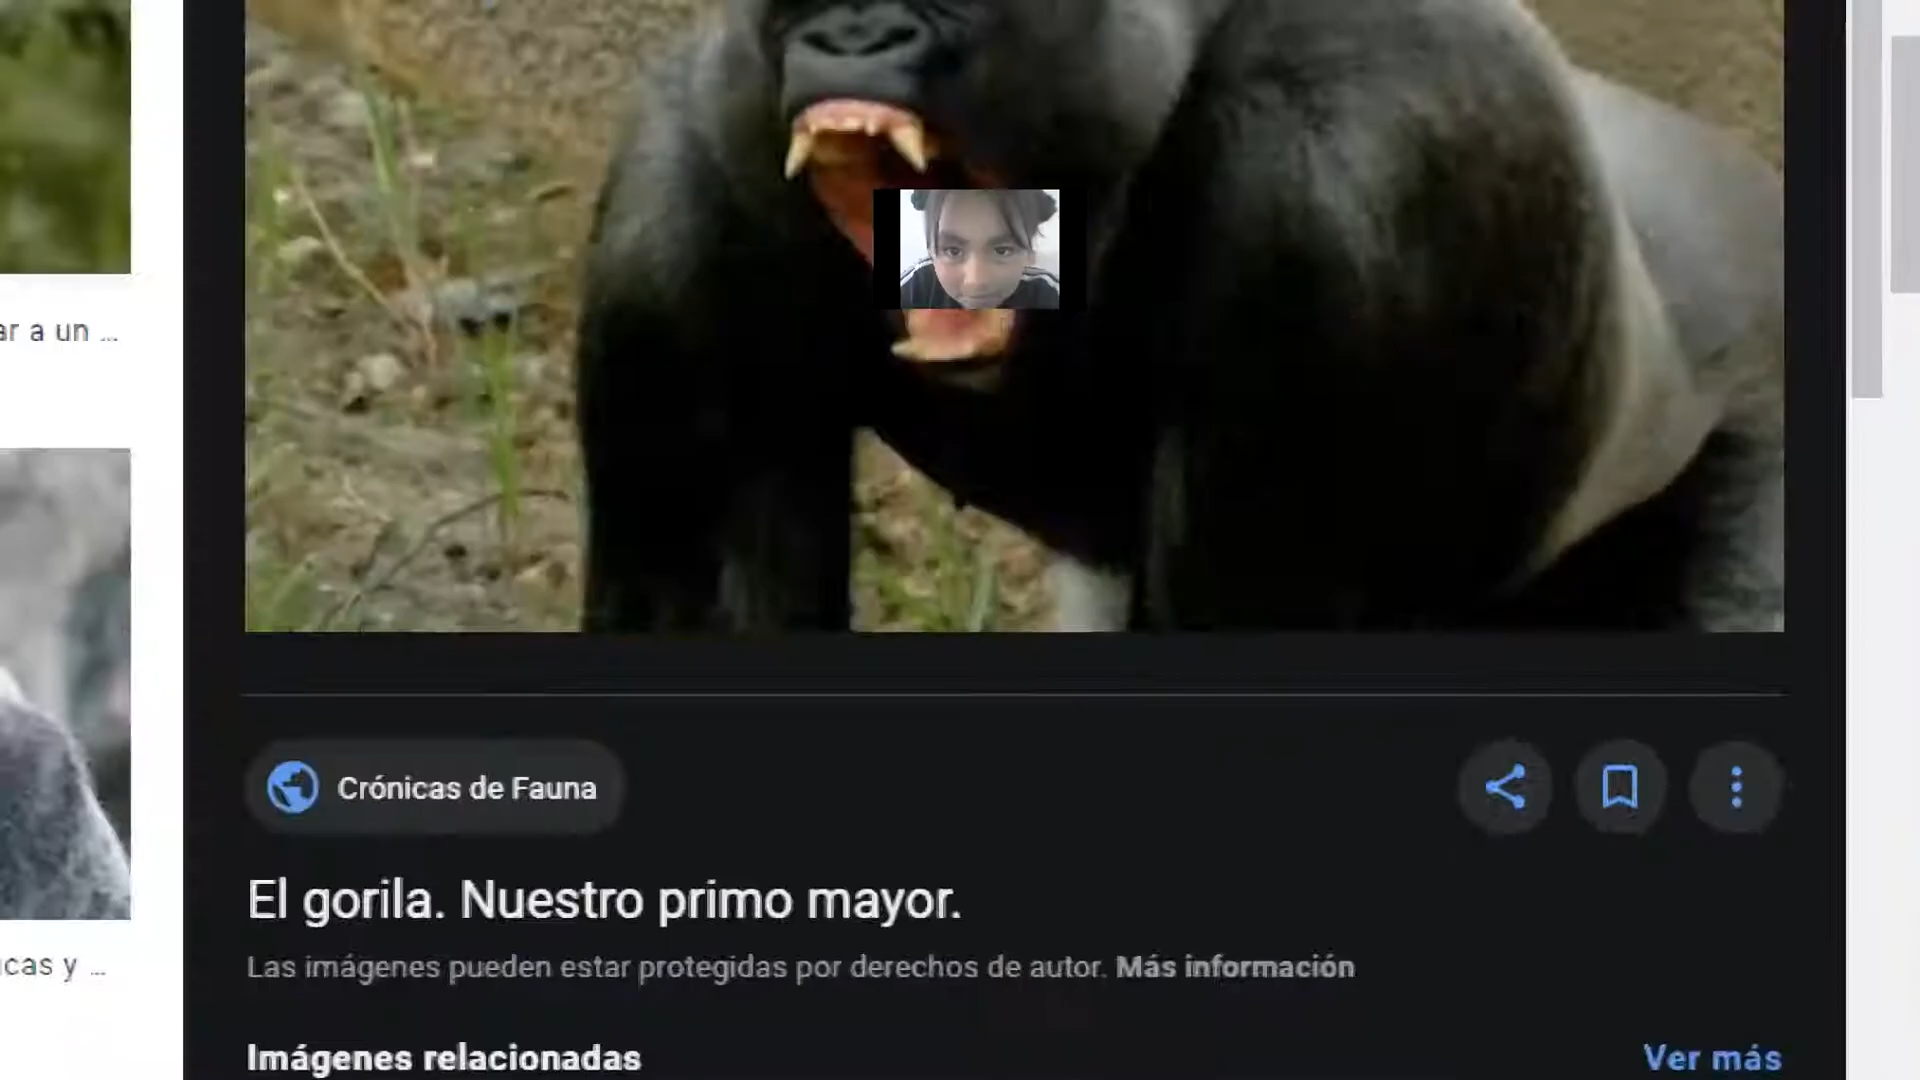 ar a un ...
cas y ...
Crónicas de Fauna
El gorila. Nuestro primo mayor.
Las imágenes pueden estar protegidas por derechos de autor. Más información
Imágenes relacionadas
Ver más